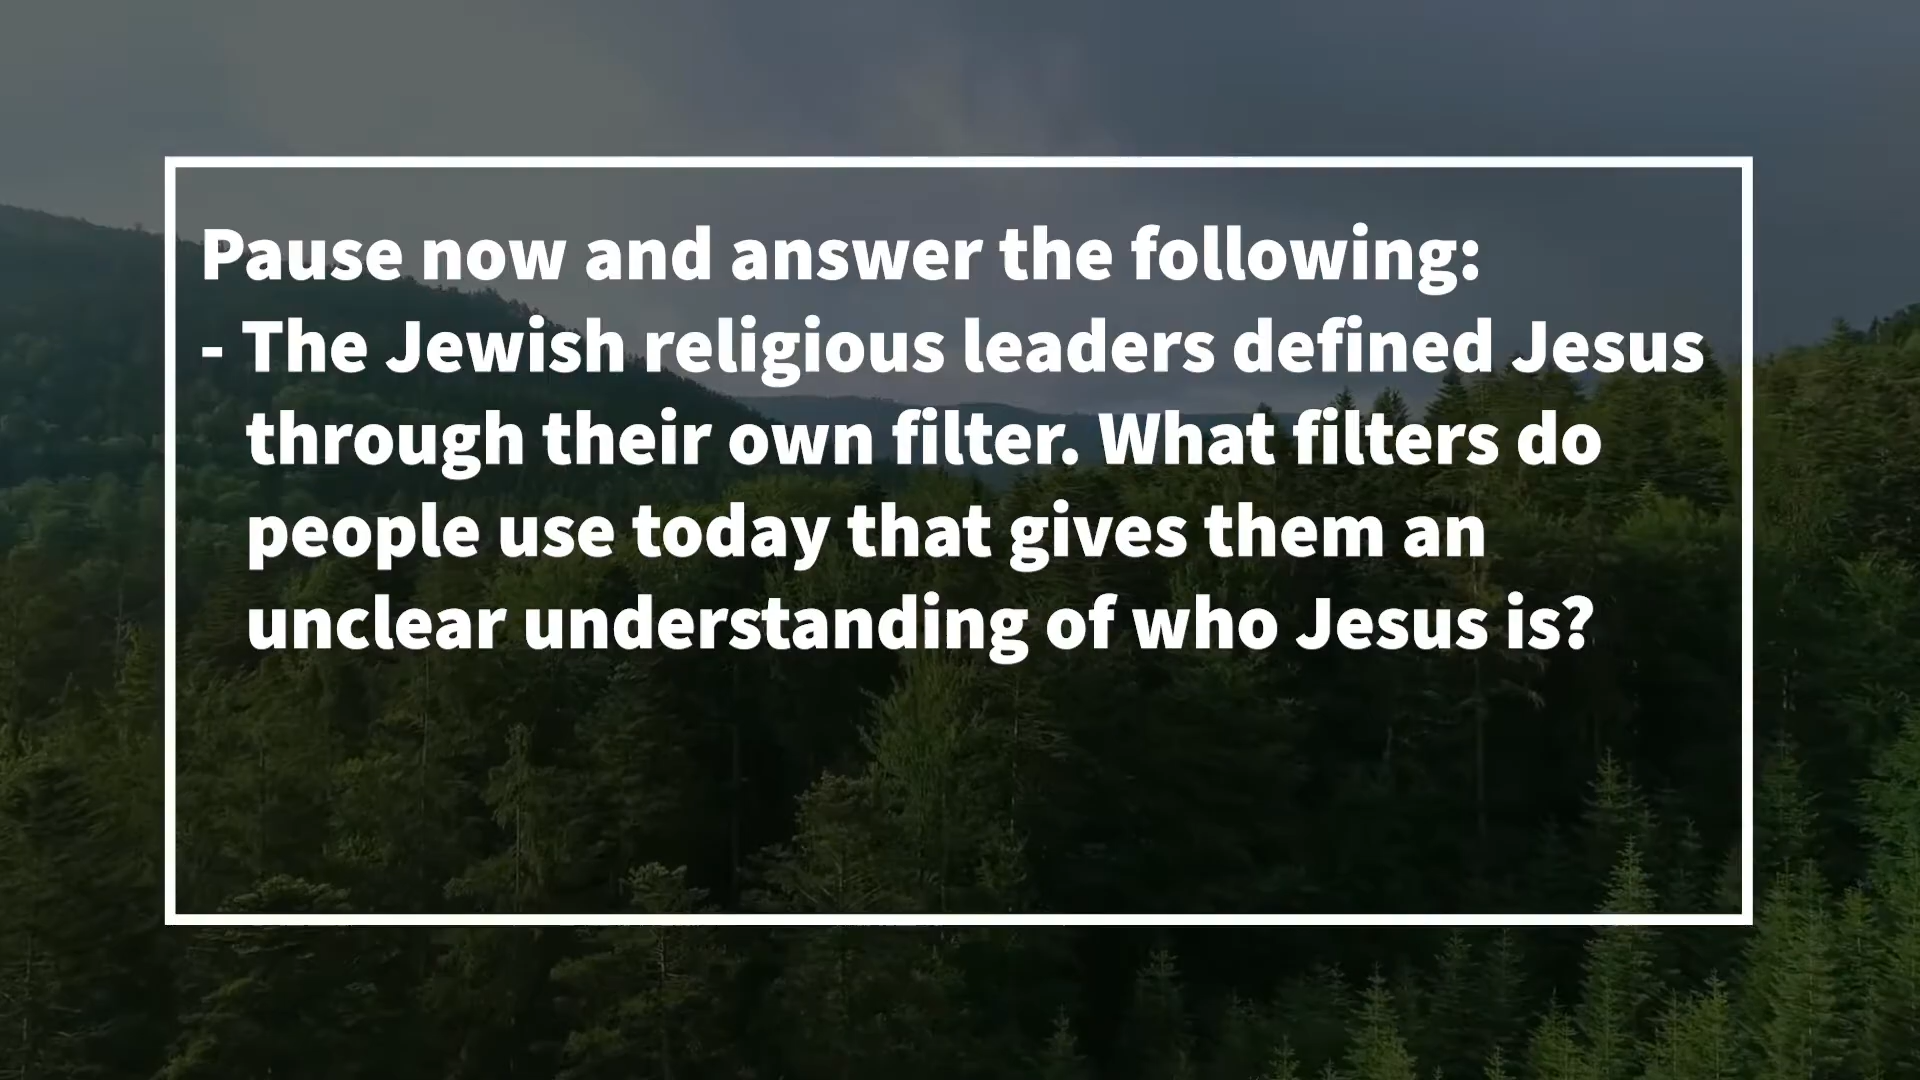 Pause now and answer the following:
- The Jewish religious leaders defined Jesus
through their own filter. What filters do
people use today that gives them an
unclear understanding of who Jesus is?